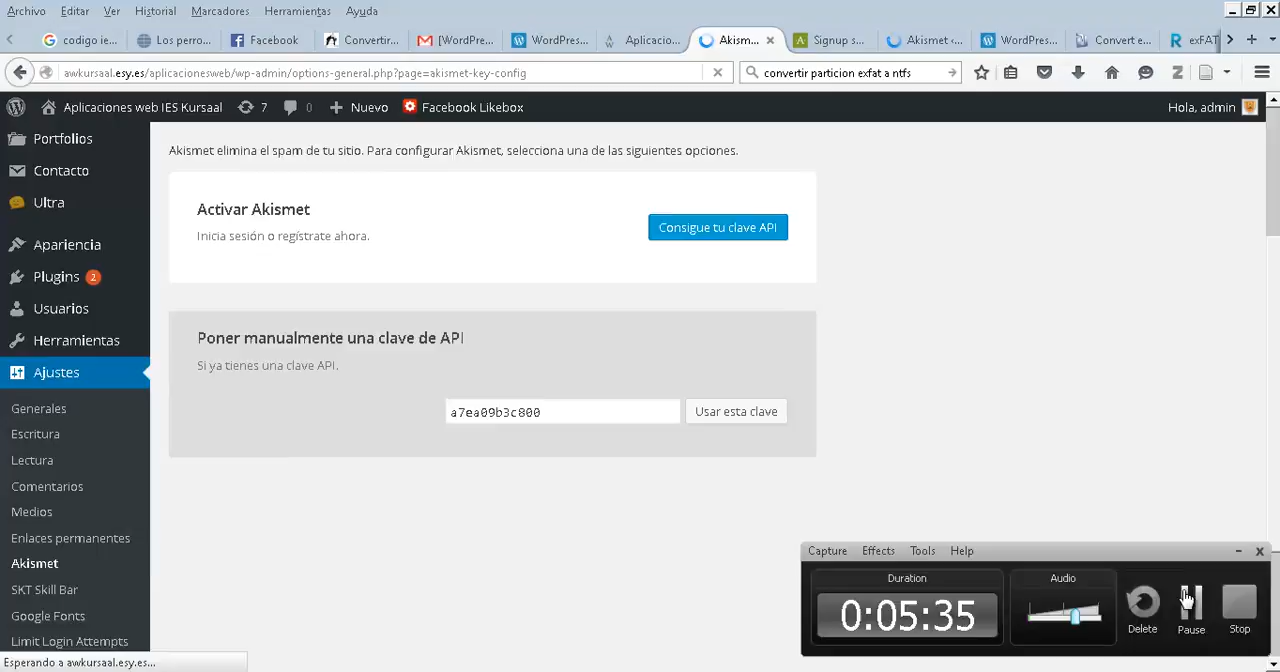 Archivo Editar Ver Historial Marcadores Herramientas Ayuda
codigo ie... Los perro... Facebook Convertir... [WordPre... WordPres... Aplicacio... Akism... Signup s... Akismet ‹... WordPres... Convert e... exFAT
awkursaal.esy.es/aplicacionesweb/wp-admin/options-general.php?page=akismet-key-config convertir particion exfat a ntfs
Aplicaciones web IES Kursaal 7 0 Nuevo Facebook Likebox Hola, admin
Portfolios
Contacto
Ultra
Apariencia
Plugins 2
Usuarios
Herramientas
Ajustes
Generales
Escritura
Lectura
Comentarios
Medios
Enlaces permanentes
Akismet
SKT Skill Bar
Google Fonts
Limit Login Attempts
Esperando a awkursaal.esy.es...
Akismet elimina el spam de tu sitio. Para configurar Akismet, selecciona una de las siguientes opciones.
Activar Akismet
Inicia sesión o regístrate ahora.
Consigue tu clave API
Poner manualmente una clave de API
Si ya tienes una clave API.
a7ea09b3c800 Usar esta clave
Capture Effects Tools Help
Duration Audio
0:05:35
Delete Pause Stop